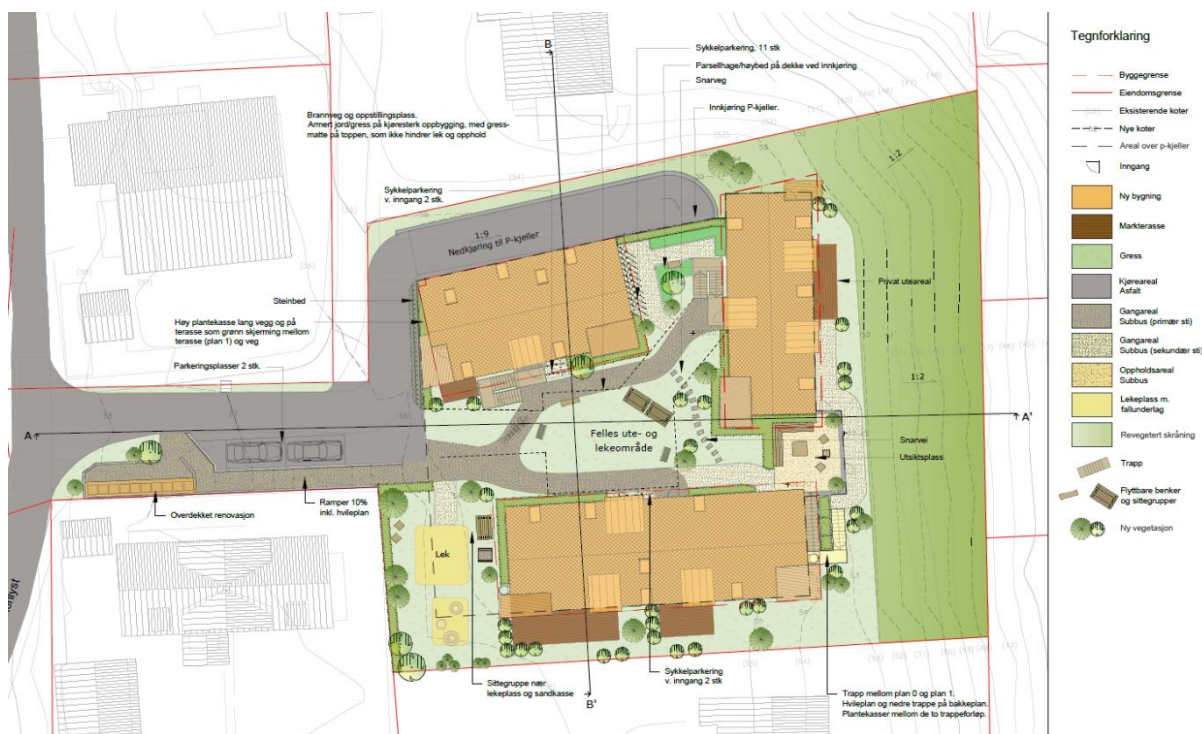 B
Sykkelparkering, 11 stk
Parsellhage/høybed på dekke ved innkjøring
Snarveg
Innkjøring P-kjeller.
Brannveg og oppstillingsplass.
Armert jord/gress på kjøresterk oppbygging, med gress-
matte på toppen, som ikke hindrer lek og opphold
Sykkelparkering
v. inngang 2 stk.
1:9
Nedkjøring til P-kjeller
1:2
Steinbed
Høy plantekasse lang vegg og på
terasse som grønn skjerming mellom
terasse (plan 1) og veg
Parkeringsplasser 2 stk.
Privat uteareal
1:2
A
A'
Felles ute- og
lekeområde
Snarvei
Utsiktsplass
Overdekket renovasjon
Ramper 10%
inkl. hvileplan
Lek
Sittegruppe nær
lekeplass og sandkasse
B'
Sykkelparkering
v. inngang 2 stk
Trapp mellom plan 0 og plan 1.
Hvileplan og nedre trappe på bakkeplan.
Plantekasser mellom de to trappeforløp.
Tegnforklaring
Byggegrense
Eiendomsgrense
Eksisterende koter
Nye koter
Areal over p-kjeller
Inngang
Ny bygning
Markterasse
Gress
Kjøreareal
Asfalt
Gangareal
Subbus (primær sti)
Gangareal
Subbus (sekundær sti)
Oppholdsareal
Subbus
Lekeplass m.
fallunderlag
Revegetert skråning
Trapp
Flyttbare benker
og sittegrupper
Ny vegetasjon